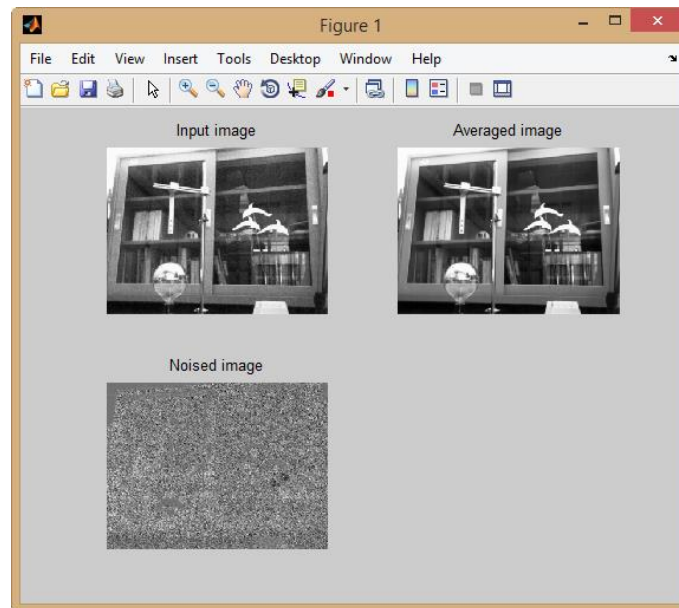 Figure 1
File Edit View Insert Tools Desktop Window Help
Input image
Averaged image
Noised image